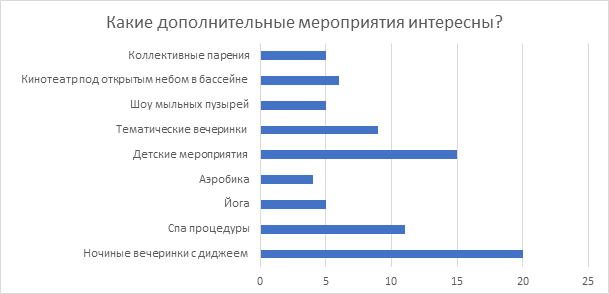 Какие дополнительные мероприятия интересны?
Коллективные парения
Кинотеатр под открытым небом в бассейне
Шоу мыльных пузырей
Тематические вечеринки
Детские мероприятия
Аэробика
Йога
Спа процедуры
Ночиные вечеринки с диджеем
0 5 10 15 20 25